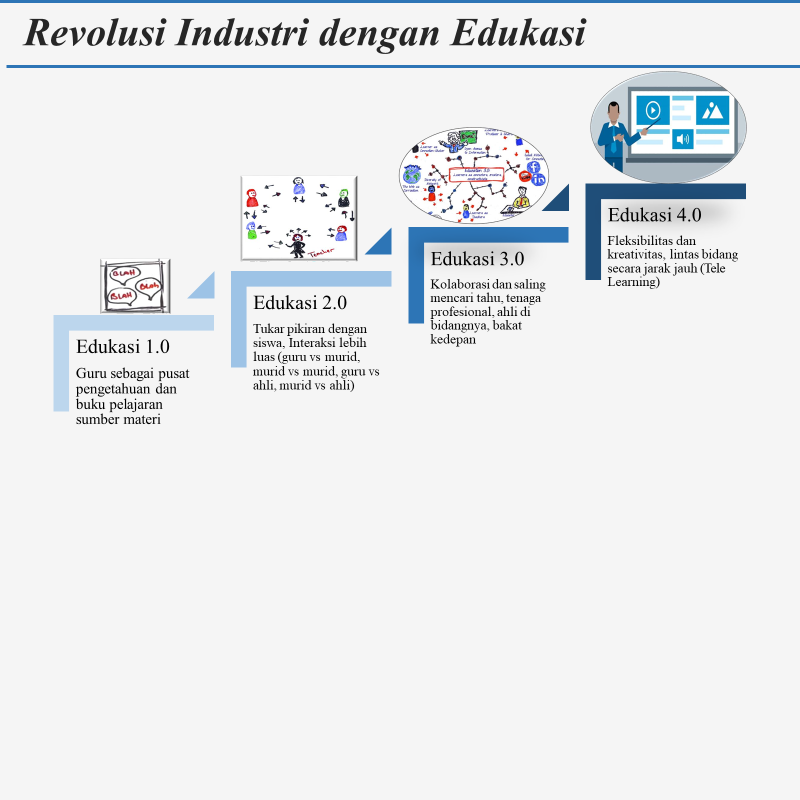 Revolusi Industri dengan Edukasi
BLAH
BLAH
BLAH
Edukasi 1.0
Guru sebagai pusat
pengetahuan dan
buku pelajaran
sumber materi
Teacher
Edukasi 2.0
Tukar pikiran dengan
siswa, Interaksi lebih
luas (guru vs murid,
murid vs murid, guru vs
ahli, murid vs ahli)
Education 3.0
Edukasi 3.0
Kolaborasi dan saling
mencari tahu, tenaga
profesional, ahli di
bidangnya, bakat
kedepan
Edukasi 4.0
Fleksibilitas dan
kreativitas, lintas bidang
secara jarak jauh (Tele
Learning)